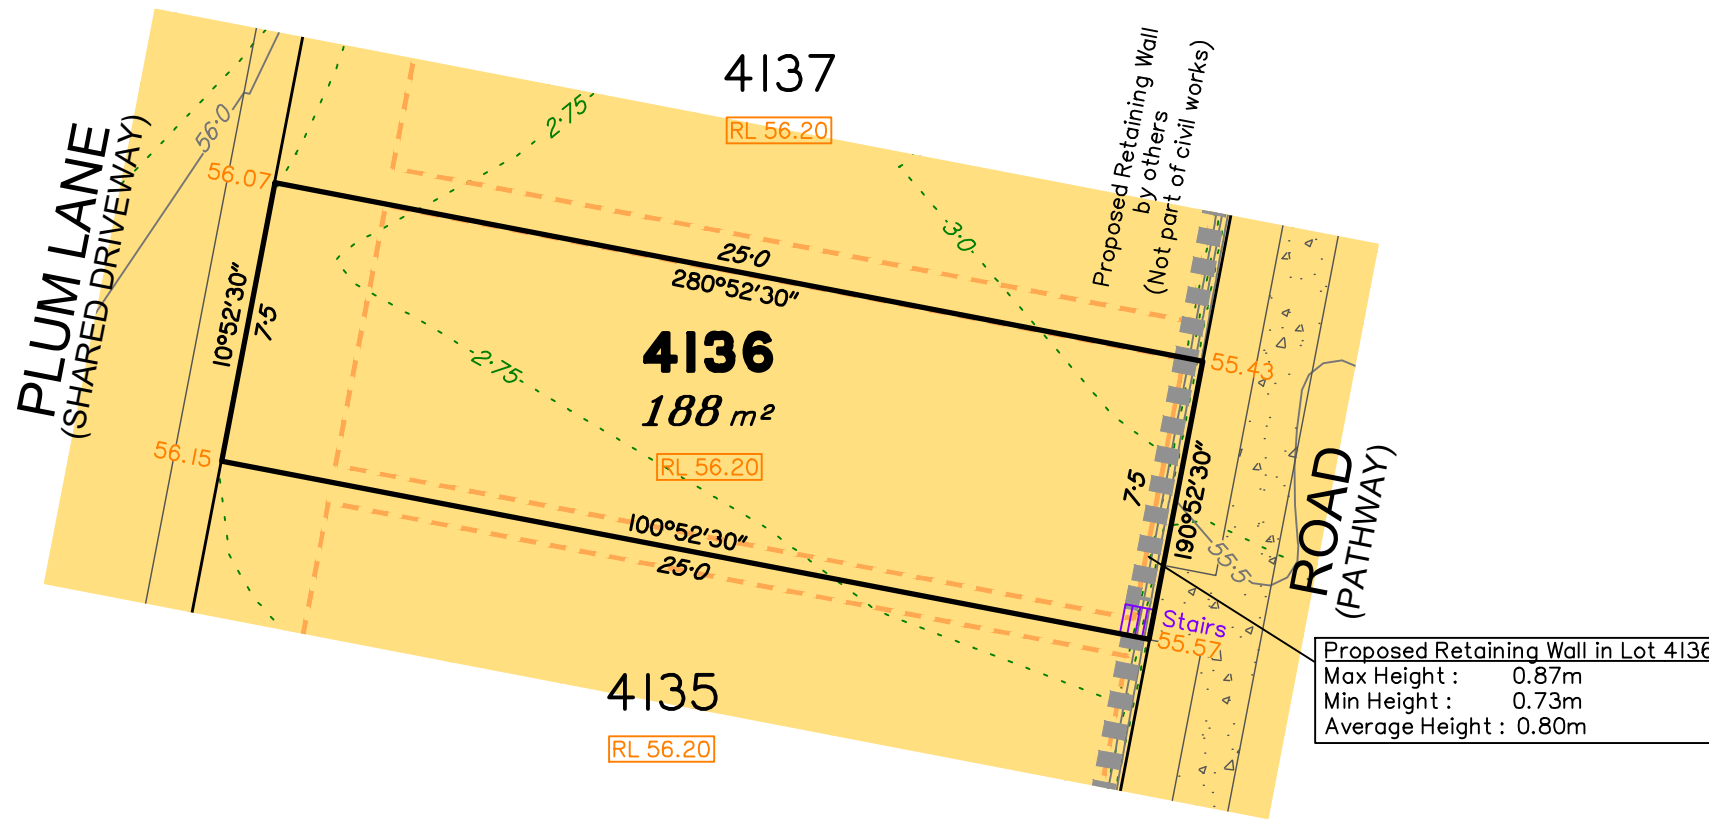 4137
RL 56.20
Proposed Retaining Wall
by others
(Not part of civil works)
2·75
56·0
PLUM LANE
(SHARED DRIVEWAY)
56.07
3·0
25·0
280°52'30"
10°52'30"
7·5
4136
188 m²
RL 56.20
2·75
55.43
56.15
7·5
190°52'30"
ROAD
(PATHWAY)
100°52'30"
25·0
55·5
Stairs
55.57
4135
RL 56.20
Proposed Retaining Wall in Lot 4136
Max Height : 0.87m
Min Height : 0.73m
Average Height : 0.80m